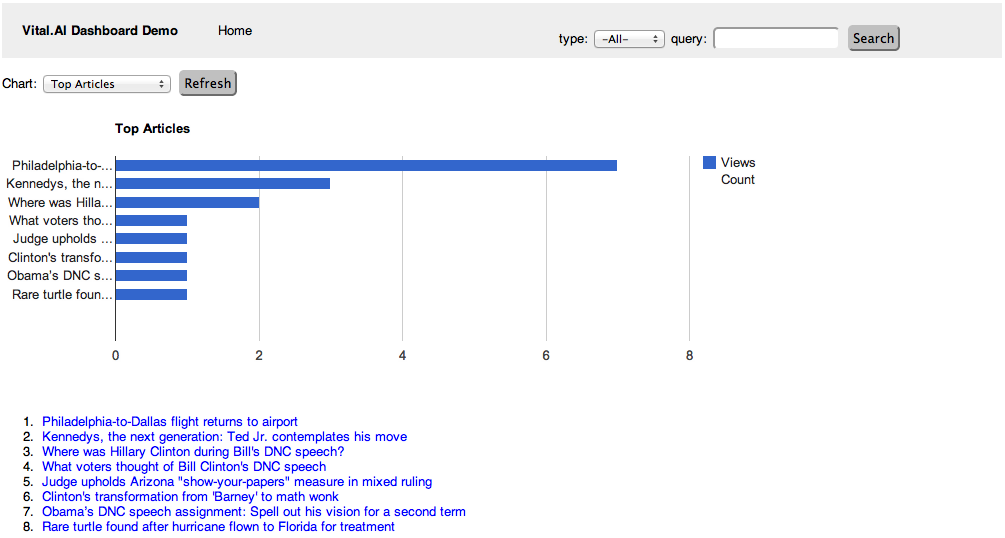 Vital.AI Dashboard Demo Home type: -All- query: Search
Chart: Top Articles Refresh
Top Articles
Philadelphia-to-...
Kennedys, the n...
Where was Hilla...
What voters tho...
Judge upholds ...
Clinton's transfo...
Obama's DNC s...
Rare turtle foun...
Views
Count
0 2 4 6 8
1. Philadelphia-to-Dallas flight returns to airport
2. Kennedys, the next generation: Ted Jr. contemplates his move
3. Where was Hillary Clinton during Bill's DNC speech?
4. What voters thought of Bill Clinton's DNC speech
5. Judge upholds Arizona "show-your-papers" measure in mixed ruling
6. Clinton's transformation from 'Barney' to math wonk
7. Obama’s DNC speech assignment: Spell out his vision for a second term
8. Rare turtle found after hurricane flown to Florida for treatment